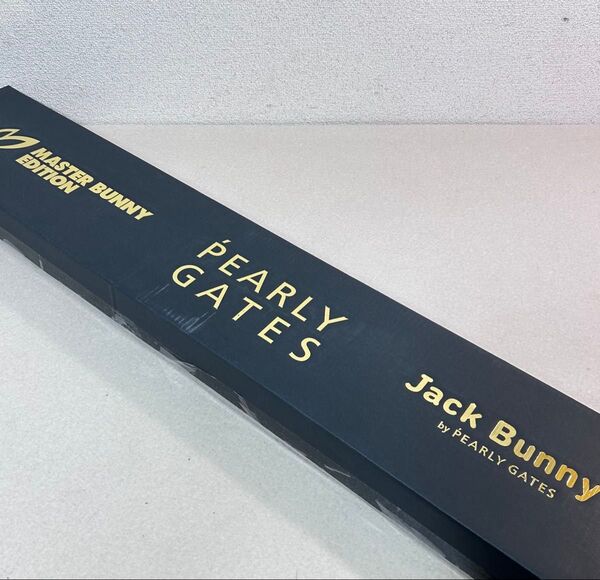 MASTER BUNNY
EDITION
PEARLY
GATES
Jack Bunny
by PEARLY GATES